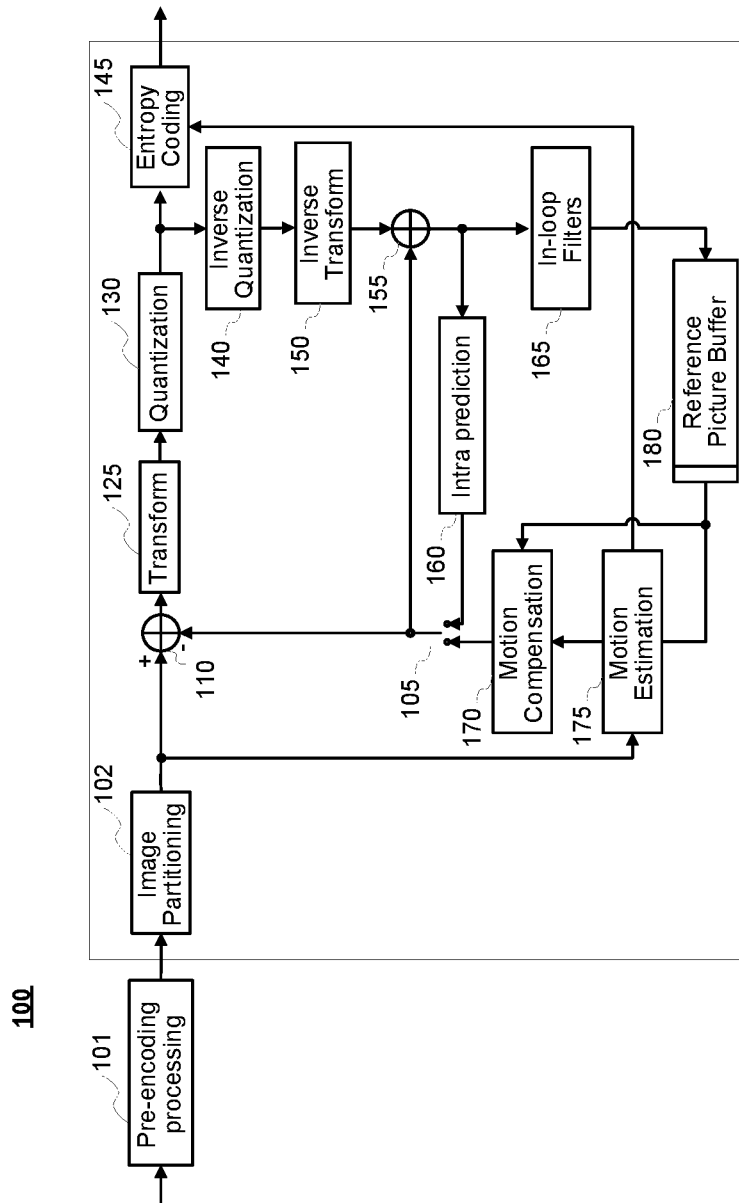 100
101
Pre-encoding
processing
102
Image
Partitioning
+
-
110
125
Transform
130
Quantization
145
Entropy
Coding
140
Inverse
Quantization
150
Inverse
Transform
155
105
160
Intra prediction
165
In-loop
Filters
170
Motion
Compensation
175
Motion
Estimation
180
Reference
Picture Buffer